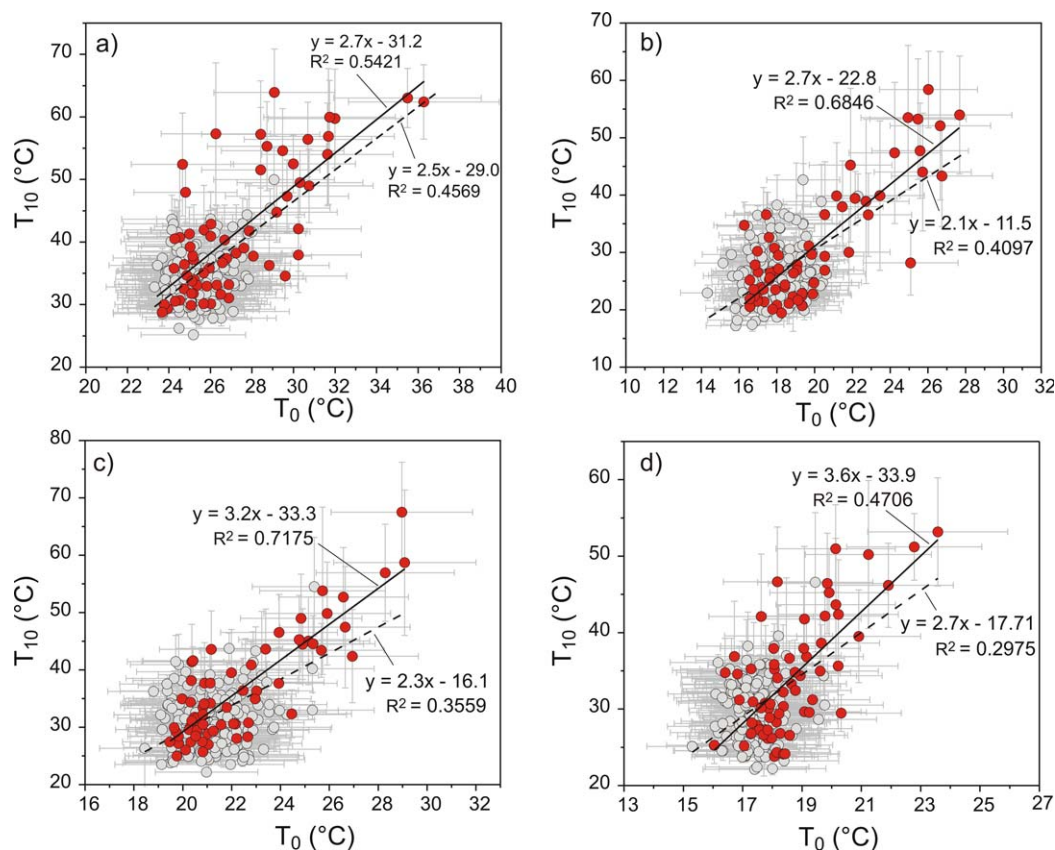 a)
y = 2.7x - 31.2
R² = 0.5421
y = 2.5x - 29.0
R² = 0.4569
T₁₀ (°C)
70
60
50
40
30
20
20 22 24 26 28 30 32 34 36 38 40
T₀ (°C)
b)
y = 2.7x - 22.8
R² = 0.6846
y = 2.1x - 11.5
R² = 0.4097
T₁₀ (°C)
70
60
50
40
30
20
10
10 12 14 16 18 20 22 24 26 28 30 32
T₀ (°C)
c)
y = 3.2x - 33.3
R² = 0.7175
y = 2.3x - 16.1
R² = 0.3559
T₁₀ (°C)
80
70
60
50
40
30
20
16 18 20 22 24 26 28 30 32
T₀ (°C)
d)
y = 3.6x - 33.9
R² = 0.4706
y = 2.7x - 17.71
R² = 0.2975
T₁₀ (°C)
60
50
40
30
20
13 15 17 19 21 23 25 27
T₀ (°C)